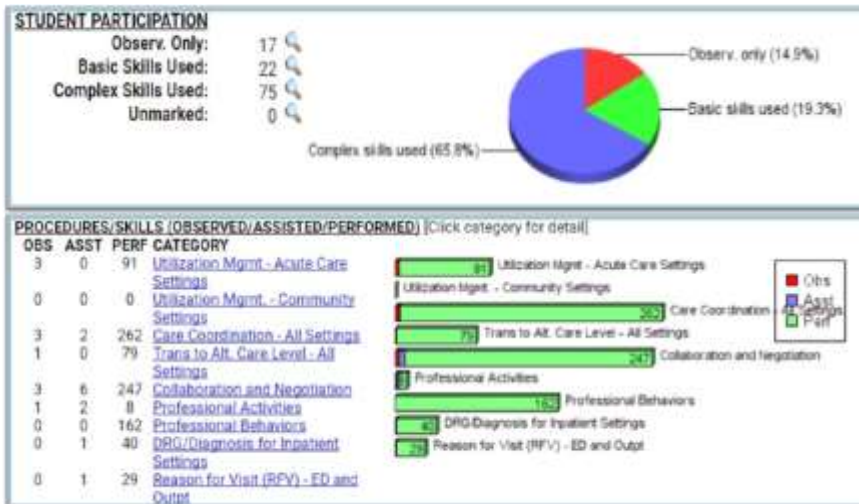 STUDENT PARTICIPATION
Observ. Only: 17
Basic Skills Used: 22
Complex Skills Used: 75
Unmarked: 0
Observ. only (14.9%)
Basic skills used (19.3%)
Complex skills used (65.8%)
PROCEDURES/SKILLS (OBSERVED/ASSISTED/PERFORMED) [Click category for detail]
OBS ASST PERF CATEGORY
3 0 91 Utilization Mgmt - Acute Care
Settings
0 0 0 Utilization Mgmt. - Community
Settings
3 2 262 Care Coordination - All Settings
1 0 79 Trans to Alt. Care Level - All
Settings
3 6 247 Collaboration and Negotiation
1 2 8 Professional Activities
0 0 162 Professional Behaviors
0 1 40 DRG/Diagnosis for Inpatient
Settings
0 1 29 Reason for Visit (RFV) - ED and
Outpt
91 Utilization Mgmt - Acute Care Settings
Utilization Mgmt. - Community Settings
262 Care Coordination - All Settings
79 Trans to Alt. Care Level - All Settings
247 Collaboration and Negotiation
8 Professional Activities
162 Professional Behaviors
40 DRG/Diagnosis for Inpatient Settings
29 Reason for Visit (RFV) - ED and Outpt
Obs
Asst
Perf